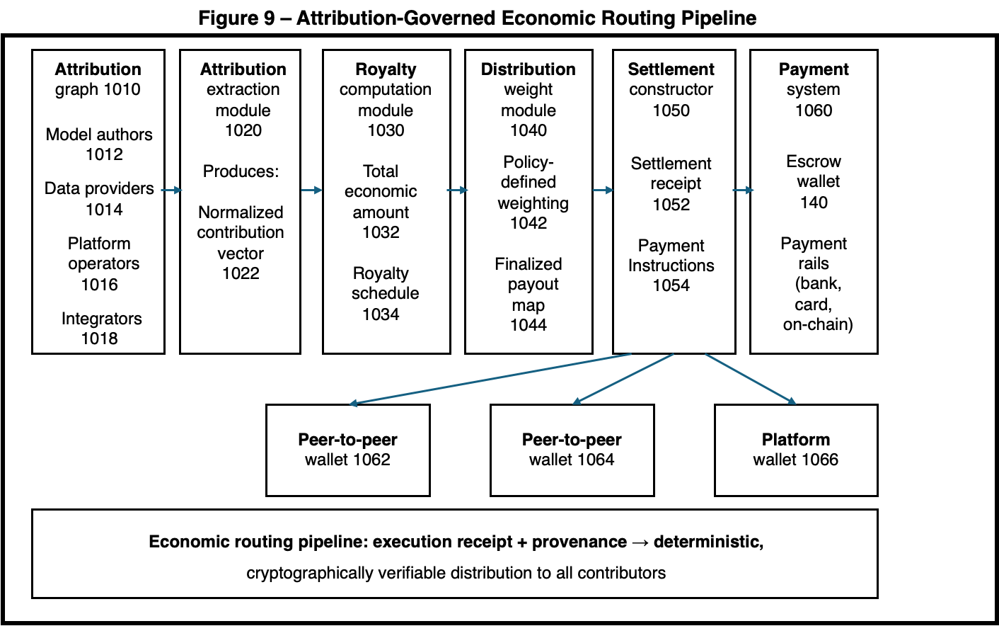 Figure 9 – Attribution-Governed Economic Routing Pipeline
Attribution
graph 1010
Model authors
1012
Data providers
1014
Platform
operators
1016
Integrators
1018
Attribution
extraction
module
1020
Produces:
Normalized
contribution
vector
1022
Royalty
computation
module
1030
Total
economic
amount
1032
Royalty
schedule
1034
Distribution
weight
module
1040
Policy-
defined
weighting
1042
Finalized
payout
map
1044
Settlement
constructor
1050
Settlement
receipt
1052
Payment
Instructions
1054
Payment
system
1060
Escrow
wallet
140
Payment
rails
(bank,
card,
on-chain)
Peer-to-peer
wallet 1062
Peer-to-peer
wallet 1064
Platform
wallet 1066
Economic routing pipeline: execution receipt + provenance → deterministic,
cryptographically verifiable distribution to all contributors